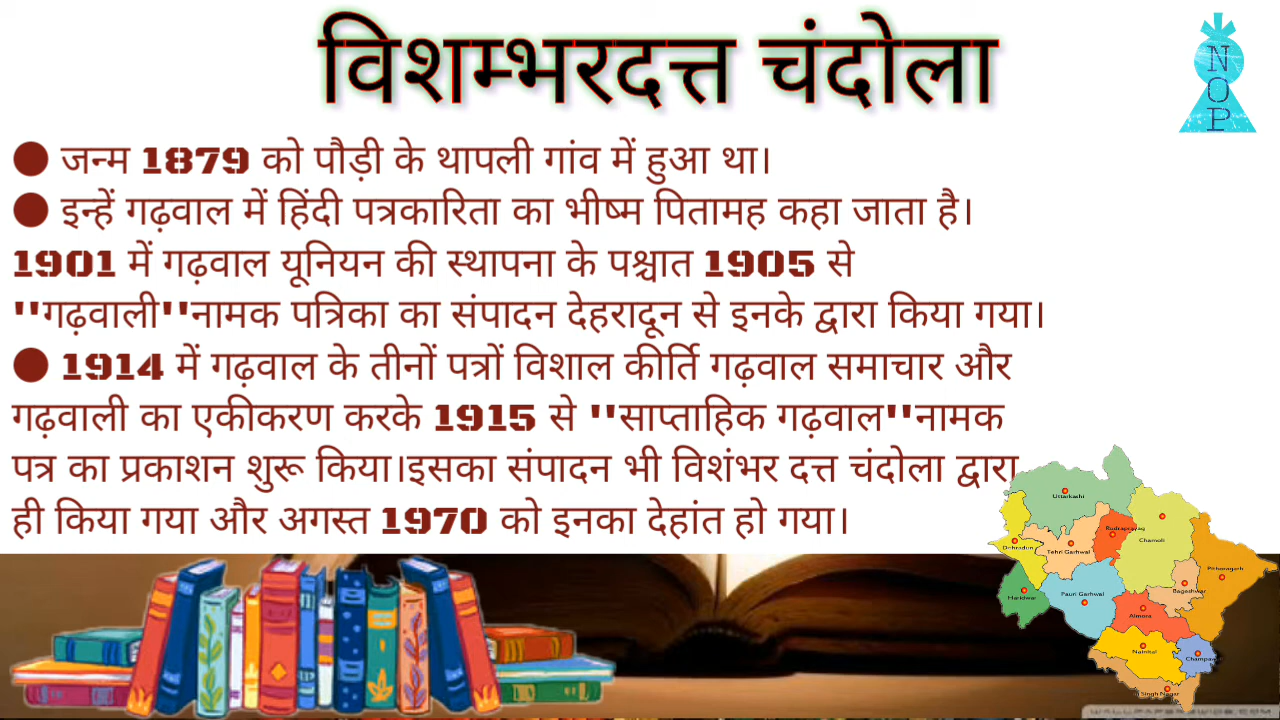 विशम्भरदत्त चंदोला
N
O
P
● जन्म 1879 को पौड़ी के थापली गांव में हुआ था।
● इन्हें गढ़वाल में हिंदी पत्रकारिता का भीष्म पितामह कहा जाता है।
1901 में गढ़वाल यूनियन की स्थापना के पश्चात 1905 से
"गढ़वाली"नामक पत्रिका का संपादन देहरादून से इनके द्वारा किया गया।
● 1914 में गढ़वाल के तीनों पत्रों विशाल कीर्ति गढ़वाल समाचार और
गढ़वाली का एकीकरण करके 1915 से "साप्ताहिक गढ़वाल"नामक
पत्र का प्रकाशन शुरू किया।इसका संपादन भी विशंभर दत्त चंदोला द्वारा
ही किया गया और अगस्त 1970 को इनका देहांत हो गया।
Uttarkashi
Rudraprayag
Chamoli
Dehradun
Tehri Garhwal
Pithoragarh
Haridwar
Pauri Garhwal
Bageshwar
Almora
Nainital
Champawat
Singh Nagar